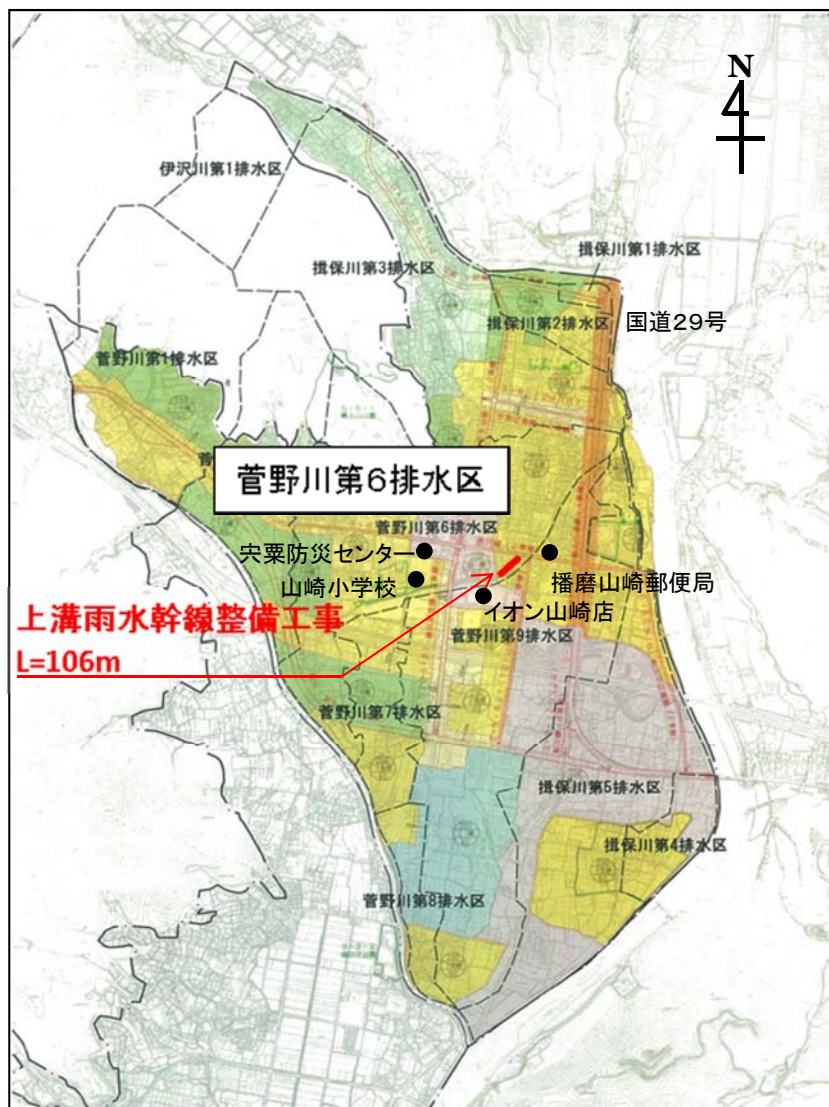 N
伊沢川第1排水区
揖保川第1排水区
揖保川第3排水区
国道29号
揖保川第2排水区
菅野川第1排水区
菅野川第6排水区
菅野川第6排水区
宍粟防災センター
山崎小学校
播磨山崎郵便局
イオン山崎店
上溝雨水幹線整備工事
L=106m
菅野川第9排水区
菅野川第7排水区
揖保川第5排水区
揖保川第4排水区
菅野川第8排水区